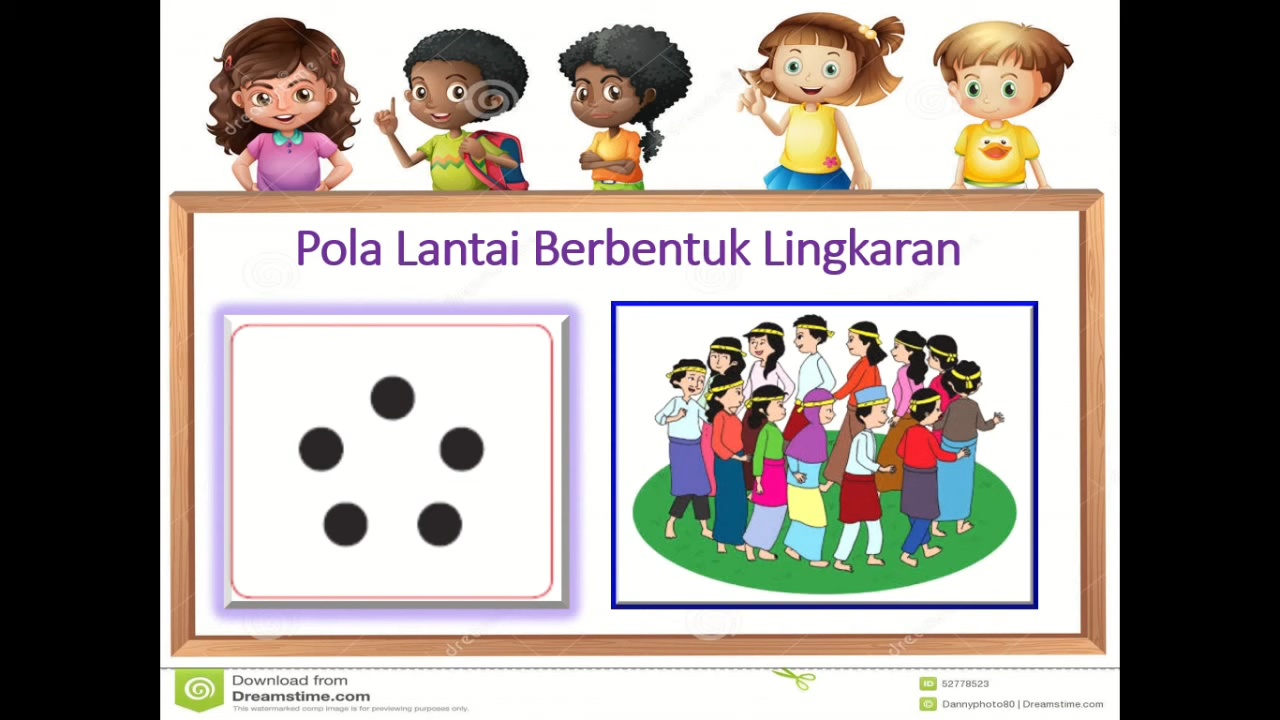 Pola Lantai Berbentuk Lingkaran
Download from
Dreamstime.com
This watermarked comp image is for previewing purposes only.
ID 52778523
Dannyphoto80 | Dreamstime.com